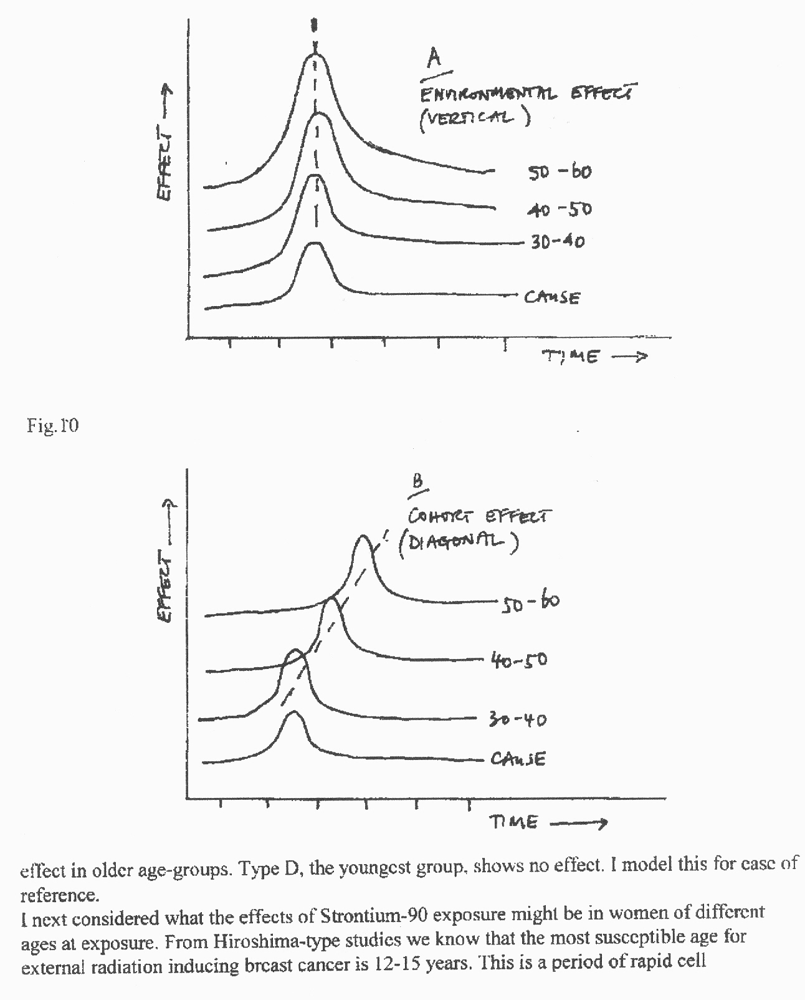 A
ENVIRONMENTAL EFFECT
(VERTICAL)
EFFECT →
50-60
40-50
30-40
CAUSE
TIME →
Fig.10
B
COHORT EFFECT
(DIAGONAL)
EFFECT →
50-60
40-50
30-40
CAUSE
TIME →
effect in older age-groups. Type D, the youngest group, shows no effect. I model this for ease of
reference.
I next considered what the effects of Strontium-90 exposure might be in women of different
ages at exposure. From Hiroshima-type studies we know that the most susceptible age for
external radiation inducing breast cancer is 12-15 years. This is a period of rapid cell